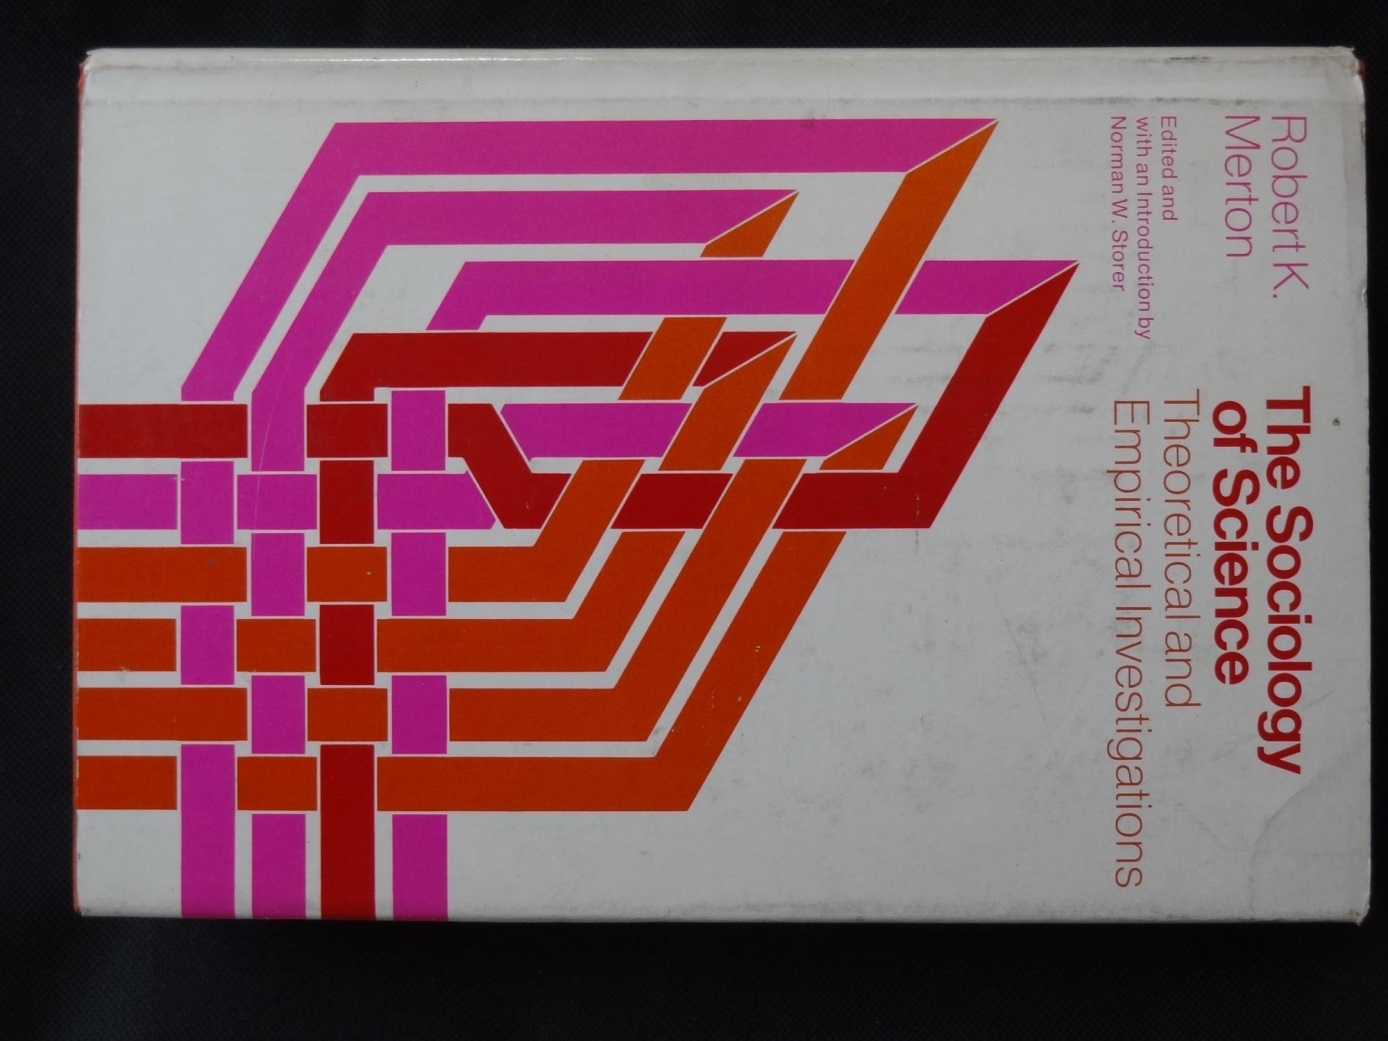 Robert K.
Merton
Edited and
with an Introduction by
Norman W. Storer
The Sociology
of Science
Theoretical and
Empirical Investigations